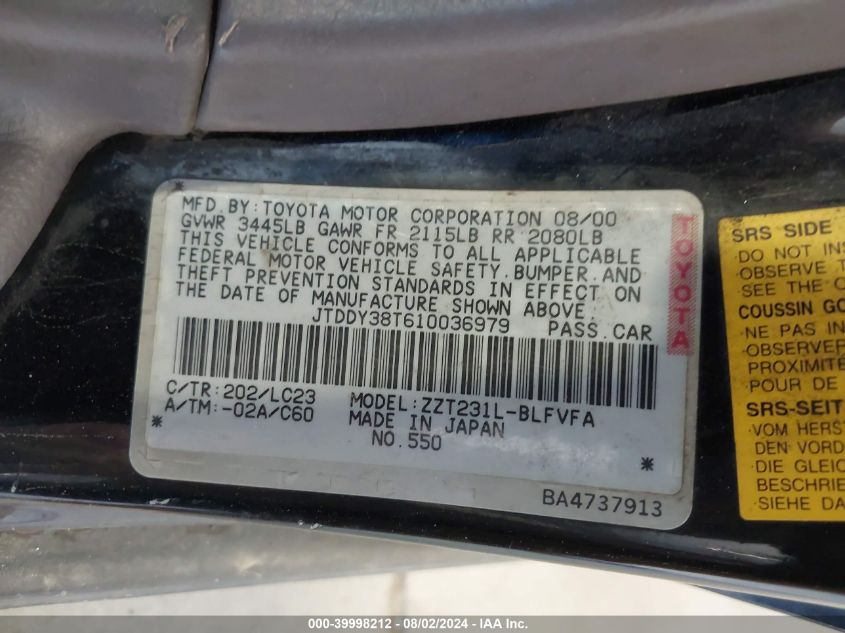 MFD. BY: TOYOTA MOTOR CORPORATION 08/00
GVWR 3445LB GAWR FR 2115LB RR 2080LB
THIS VEHICLE CONFORMS TO ALL APPLICABLE
FEDERAL MOTOR VEHICLE SAFETY. BUMPER. AND
THEFT PREVENTION STANDARDS IN EFFECT ON
THE DATE OF MANUFACTURE SHOWN ABOVE.
JTDDY38T610036979 PASS. CAR
C/TR: 202/LC23 MODEL: ZZT231L-BLFVFA
A/TM: -02A/C60 MADE IN JAPAN
NO. 550
BA4737913
TOYOTA
SRS SIDE
DO NOT INS
OBSERVE T
SEE THE O
COUSSIN GO
NE PAS IN
OBSERVER
PROXIMITÉ
POUR DE
SRS-SEIT
VOM HERST
DEN VORD
DIE GLEIC
BESCHRIE
SIEHE DA
000-39998212 - 08/02/2024 - IAA Inc.